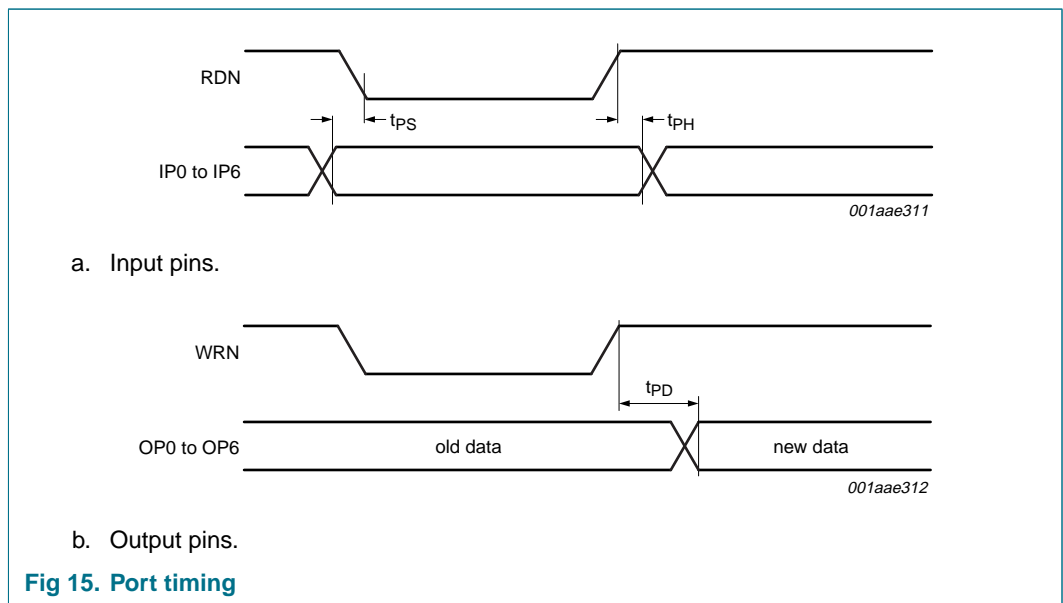 RDN
tPS
tPH
IP0 to IP6
001aae311
a. Input pins.
WRN
tPD
OP0 to OP6
old data
new data
001aae312
b. Output pins.
Fig 15. Port timing